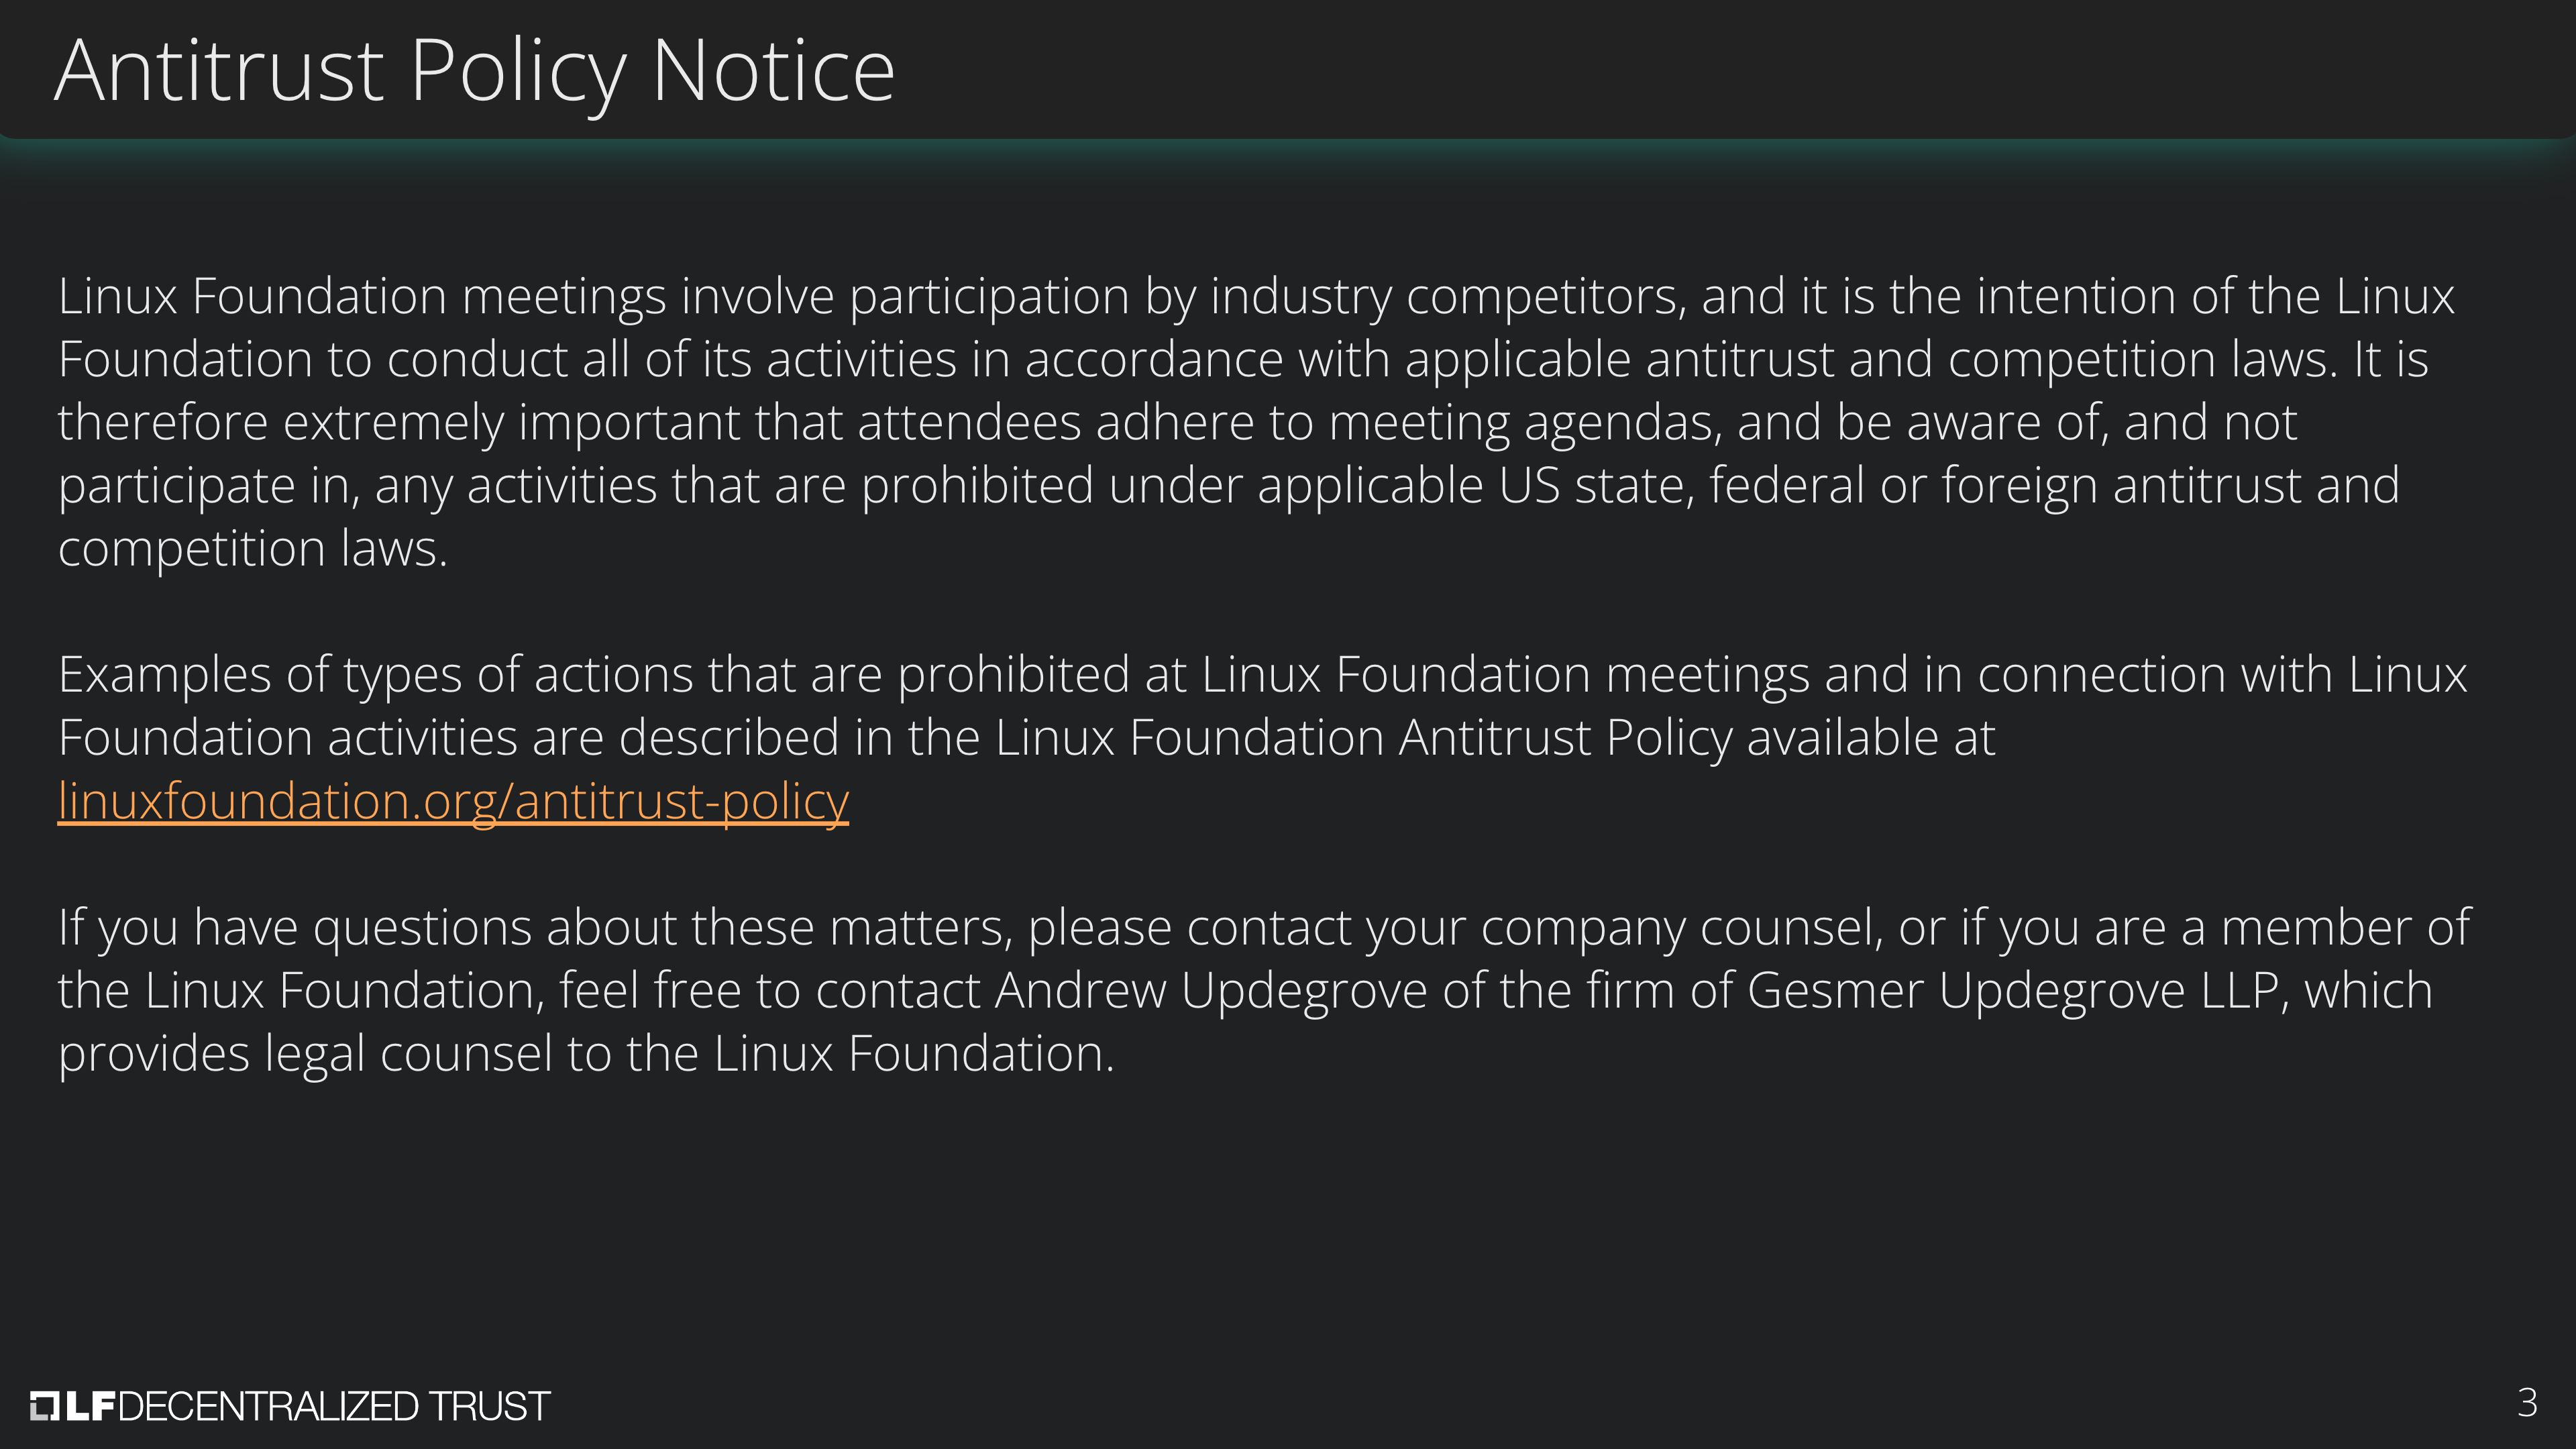 Antitrust Policy Notice
Linux Foundation meetings involve participation by industry competitors, and it is the intention of the Linux
Foundation to conduct all of its activities in accordance with applicable antitrust and competition laws. It is
therefore extremely important that attendees adhere to meeting agendas, and be aware of, and not
participate in, any activities that are prohibited under applicable US state, federal or foreign antitrust and
competition laws.
Examples of types of actions that are prohibited at Linux Foundation meetings and in connection with Linux
Foundation activities are described in the Linux Foundation Antitrust Policy available at
linuxfoundation.org/antitrust-policy
If you have questions about these matters, please contact your company counsel, or if you are a member of
the Linux Foundation, feel free to contact Andrew Updegrove of the firm of Gesmer Updegrove LLP, which
provides legal counsel to the Linux Foundation.
LFDECENTRALIZED TRUST
3